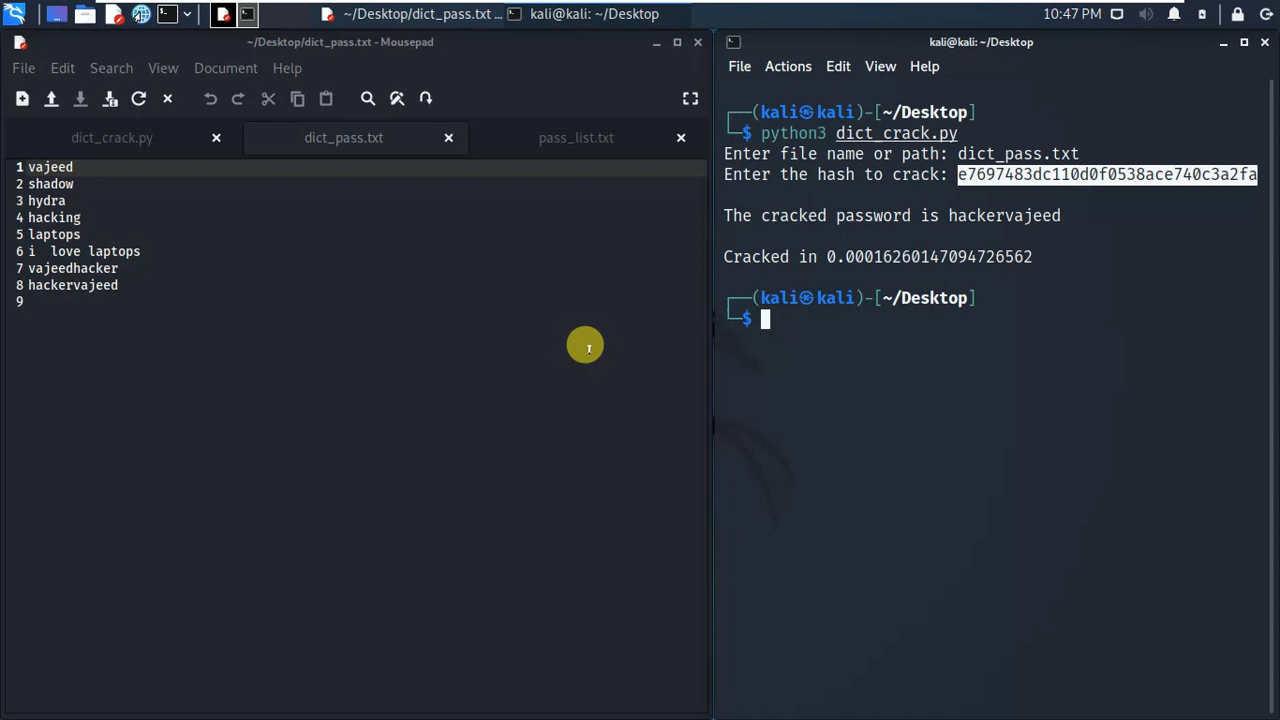 ~/Desktop/dict_pass.txt ...
kali@kali: ~/Desktop
10:47 PM
~/Desktop/dict_pass.txt - Mousepad
File Edit Search View Document Help
dict_crack.py
dict_pass.txt
pass_list.txt
1 vajeed
2 shadow
3 hydra
4 hacking
5 laptops
6 i  love laptops
7 vajeedhacker
8 hackervajeed
9
kali@kali: ~/Desktop
File Actions Edit View Help
┌──(kali㉿kali)-[~/Desktop]
└─$ python3 dict_crack.py
Enter file name or path: dict_pass.txt
Enter the hash to crack: e7697483dc110d0f0538ace740c3a2fa
The cracked password is hackervajeed
Cracked in 0.00016260147094726562
┌──(kali㉿kali)-[~/Desktop]
└─$